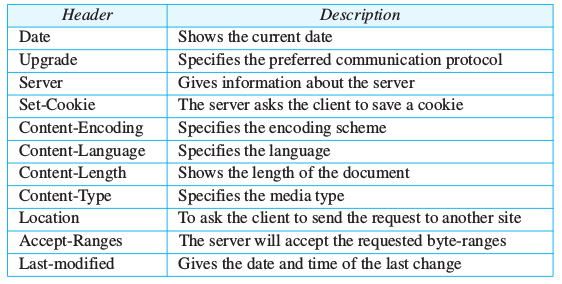 Header Description
Date Shows the current date
Upgrade Specifies the preferred communication protocol
Server Gives information about the server
Set-Cookie The server asks the client to save a cookie
Content-Encoding Specifies the encoding scheme
Content-Language Specifies the language
Content-Length Shows the length of the document
Content-Type Specifies the media type
Location To ask the client to send the request to another site
Accept-Ranges The server will accept the requested byte-ranges
Last-modified Gives the date and time of the last change